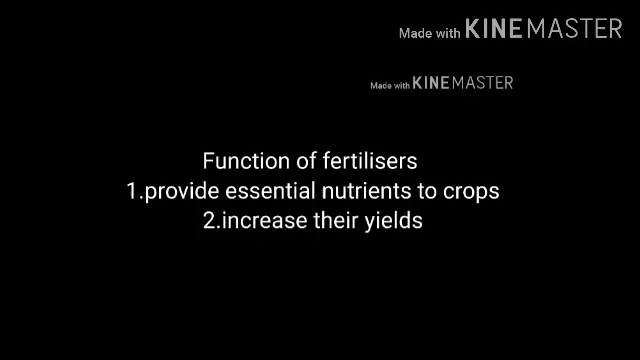 Made with KINEMASTER
Made with KINEMASTER
Function of fertilisers
1.provide essential nutrients to crops
2.increase their yields